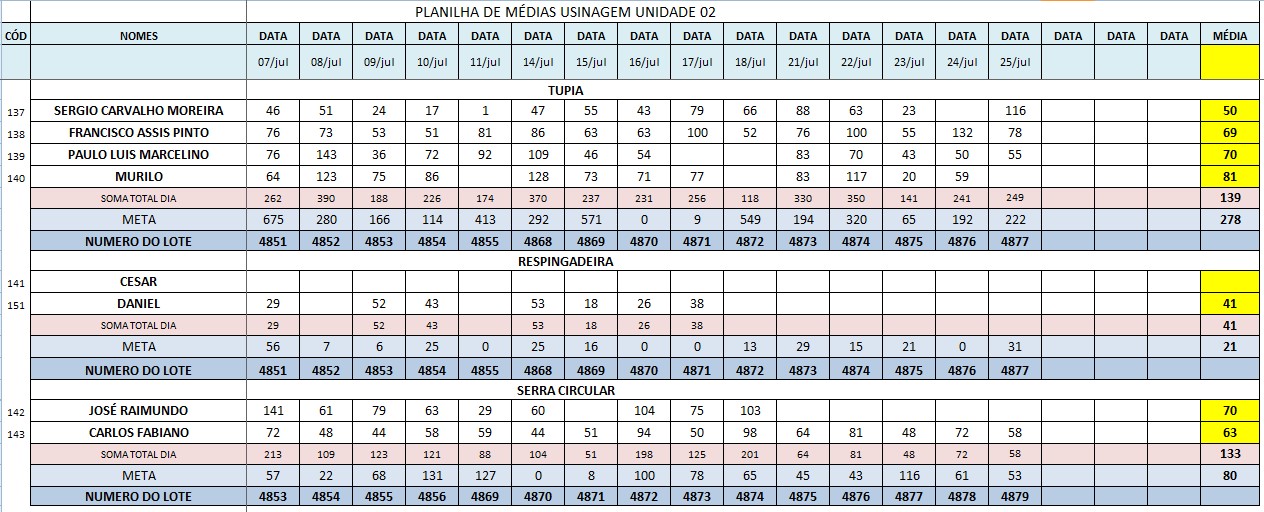 PLANILHA DE MÉDIAS USINAGEM UNIDADE 02
CÓD NOMES DATA DATA DATA DATA DATA DATA DATA DATA DATA DATA DATA DATA DATA DATA DATA DATA DATA DATA MÉDIA
07/jul 08/jul 09/jul 10/jul 11/jul 14/jul 15/jul 16/jul 17/jul 18/jul 21/jul 22/jul 23/jul 24/jul 25/jul
TUPIA
137 SERGIO CARVALHO MOREIRA 46 51 24 17 1 47 55 43 79 66 88 63 23 116 50
138 FRANCISCO ASSIS PINTO 76 73 53 51 81 86 63 63 100 52 76 100 55 132 78 69
139 PAULO LUIS MARCELINO 76 143 36 72 92 109 46 54 83 70 43 50 55 70
140 MURILO 64 123 75 86 128 73 71 77 83 117 20 59 81
SOMA TOTAL DIA 262 390 188 226 174 370 237 231 256 118 330 350 141 241 249 139
META 675 280 166 114 413 292 571 0 9 549 194 320 65 192 222 278
NUMERO DO LOTE 4851 4852 4853 4854 4855 4868 4869 4870 4871 4872 4873 4874 4875 4876 4877
RESPINGADEIRA
141 CESAR
151 DANIEL 29 52 43 53 18 26 38 41
SOMA TOTAL DIA 29 52 43 53 18 26 38 41
META 56 7 6 25 0 25 16 0 0 13 29 15 21 0 31 21
NUMERO DO LOTE 4851 4852 4853 4854 4855 4868 4869 4870 4871 4872 4873 4874 4875 4876 4877
SERRA CIRCULAR
142 JOSÉ RAIMUNDO 141 61 79 63 29 60 104 75 103 70
143 CARLOS FABIANO 72 48 44 58 59 44 51 94 50 98 64 81 48 72 58 63
SOMA TOTAL DIA 213 109 123 121 88 104 51 198 125 201 64 81 48 72 58 133
META 57 22 68 131 127 0 8 100 78 65 45 43 116 61 53 80
NUMERO DO LOTE 4853 4854 4855 4856 4869 4870 4871 4872 4873 4874 4875 4876 4877 4878 4879